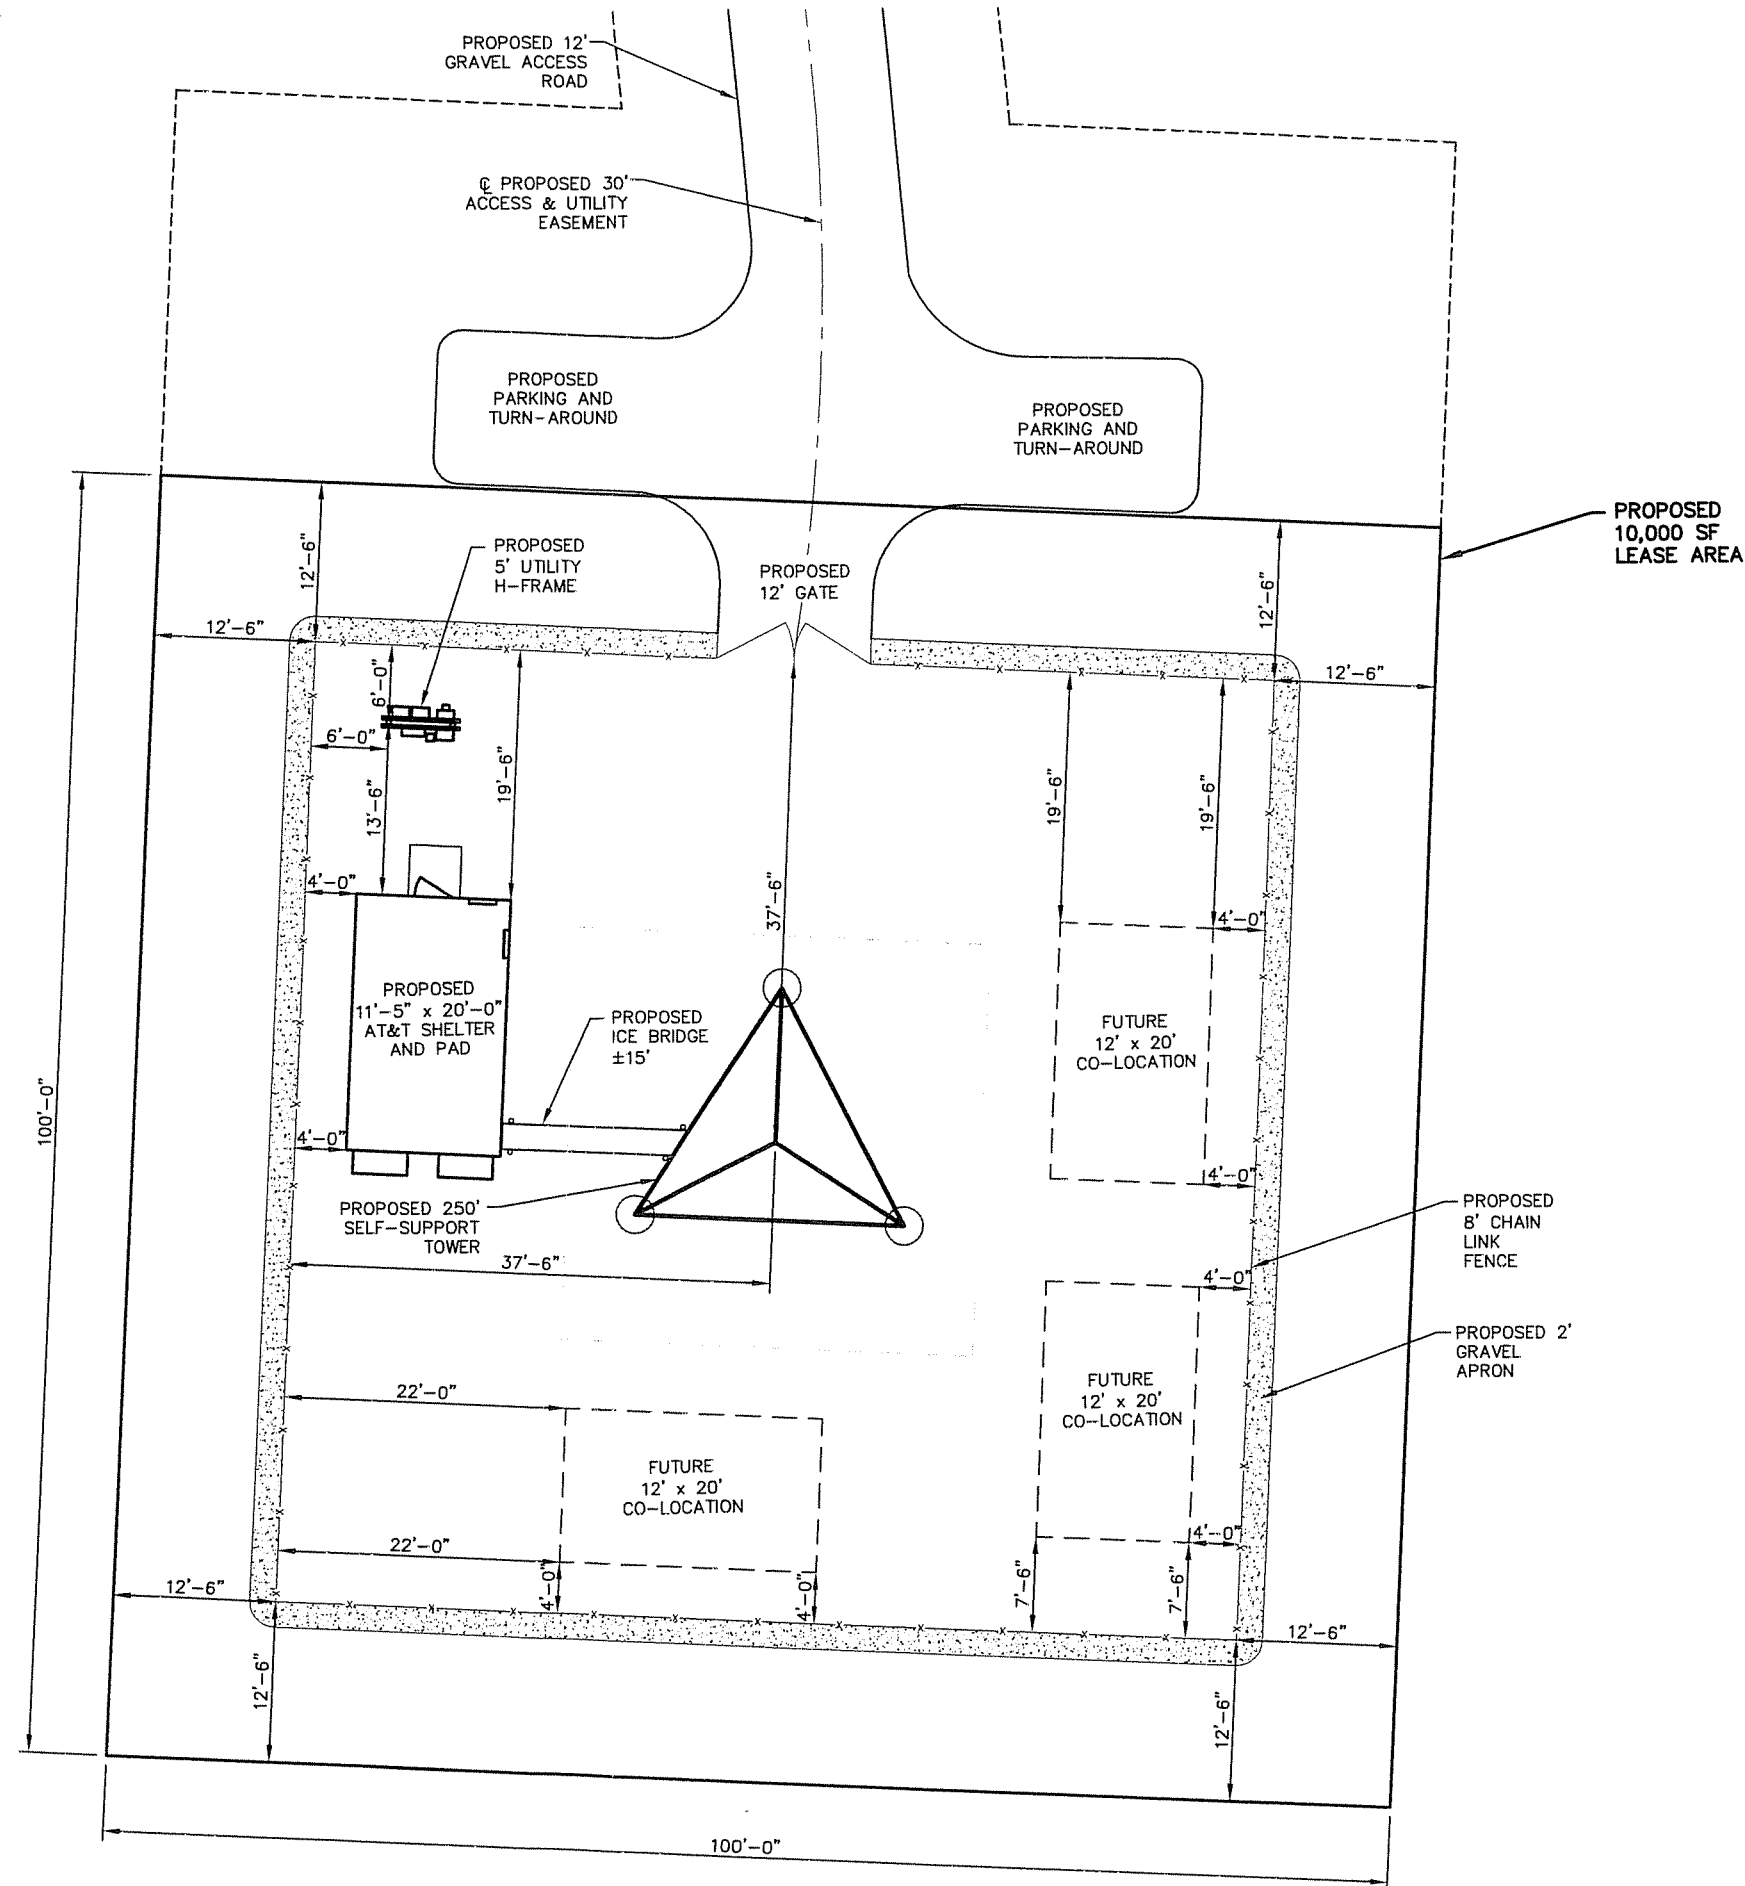 PROPOSED 12'
GRAVEL ACCESS
ROAD
℄ PROPOSED 30'
ACCESS & UTILITY
EASEMENT
PROPOSED
PARKING AND
TURN-AROUND
PROPOSED
PARKING AND
TURN-AROUND
PROPOSED
10,000 SF
LEASE AREA
12'-6"
PROPOSED
5' UTILITY
H-FRAME
PROPOSED
12' GATE
12'-6"
12'-6"
12'-6"
6'-0"
6'-0"
13'-6"
19'-6"
37'-6"
19'-6"
19'-6"
4'-0"
4'-0"
PROPOSED
11'-5" x 20'-0"
AT&T SHELTER
AND PAD
PROPOSED
ICE BRIDGE
±15'
FUTURE
12' x 20'
CO-LOCATION
100'-0"
4'-0"
4'-0"
PROPOSED 250'
SELF-SUPPORT
TOWER
37'-6"
PROPOSED
8' CHAIN
LINK
FENCE
4'-0"
PROPOSED 2'
GRAVEL
APRON
22'-0"
FUTURE
12' x 20'
CO-LOCATION
FUTURE
12' x 20'
CO-LOCATION
22'-0"
4'-0"
4'-0"
4'-0"
7'-6"
7'-6"
12'-6"
12'-6"
12'-6"
12'-6"
100'-0"